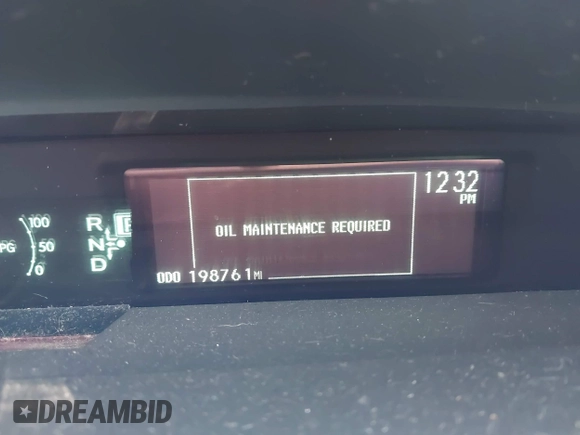 12:32
PM
OIL MAINTENANCE REQUIRED
ODO 198761 MI
100
50
0
PG
R
N
D
P
DREAMBID